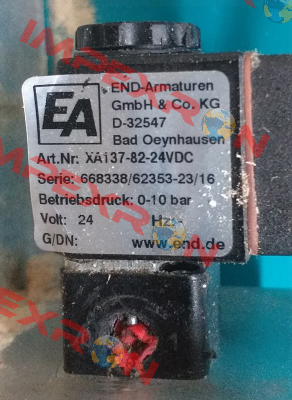 EA
END-Armaturen
GmbH & Co. KG
D-32547
Bad Oeynhausen
Art.Nr: XA137-82-24VDC
Serie: 668338/62353-23/16
Betriebsdruck: 0-10 bar
Volt: 24 Hz:-
G/DN: www.end.de
IMPEXRON